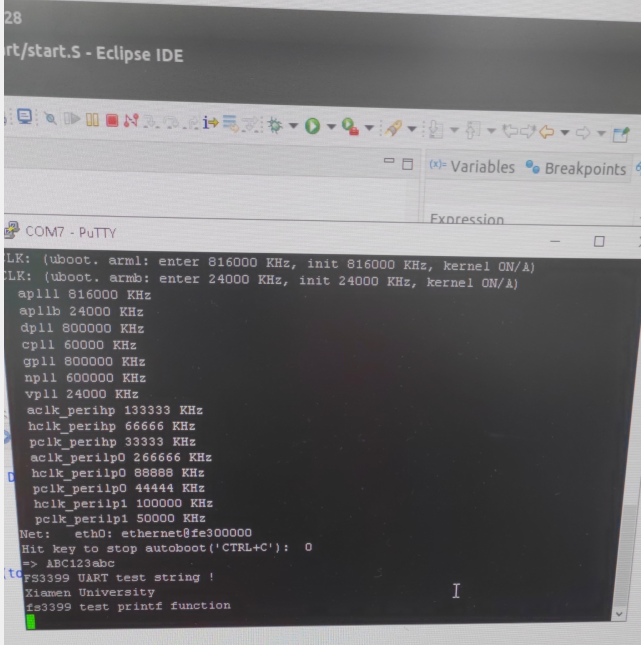 28
rt/start.S - Eclipse IDE
(x)= Variables Breakpoints
Expression
COM7 - PuTTY
LK: (uboot. arml: enter 816000 KHz, init 816000 KHz, kernel 0N/A)
CLK: (uboot. armb: enter 24000 KHz, init 24000 KHz, kernel 0N/A)
aplll 816000 KHz
apllb 24000 KHz
dpll 800000 KHz
cpll 60000 KHz
gpll 800000 KHz
npll 600000 KHz
vpll 24000 KHz
aclk_perihp 133333 KHz
hclk_perihp 66666 KHz
pclk_perihp 33333 KHz
aclk_perilp0 266666 KHz
hclk_perilp0 88888 KHz
pclk_perilp0 44444 KHz
hclk_perilp1 100000 KHz
pclk_perilp1 50000 KHz
Net: eth0: ethernet@fe300000
Hit key to stop autoboot('CTRL+C'): 0
=> ABC123abc
FS3399 UART test string !
Xiamen University
fs3399 test printf function